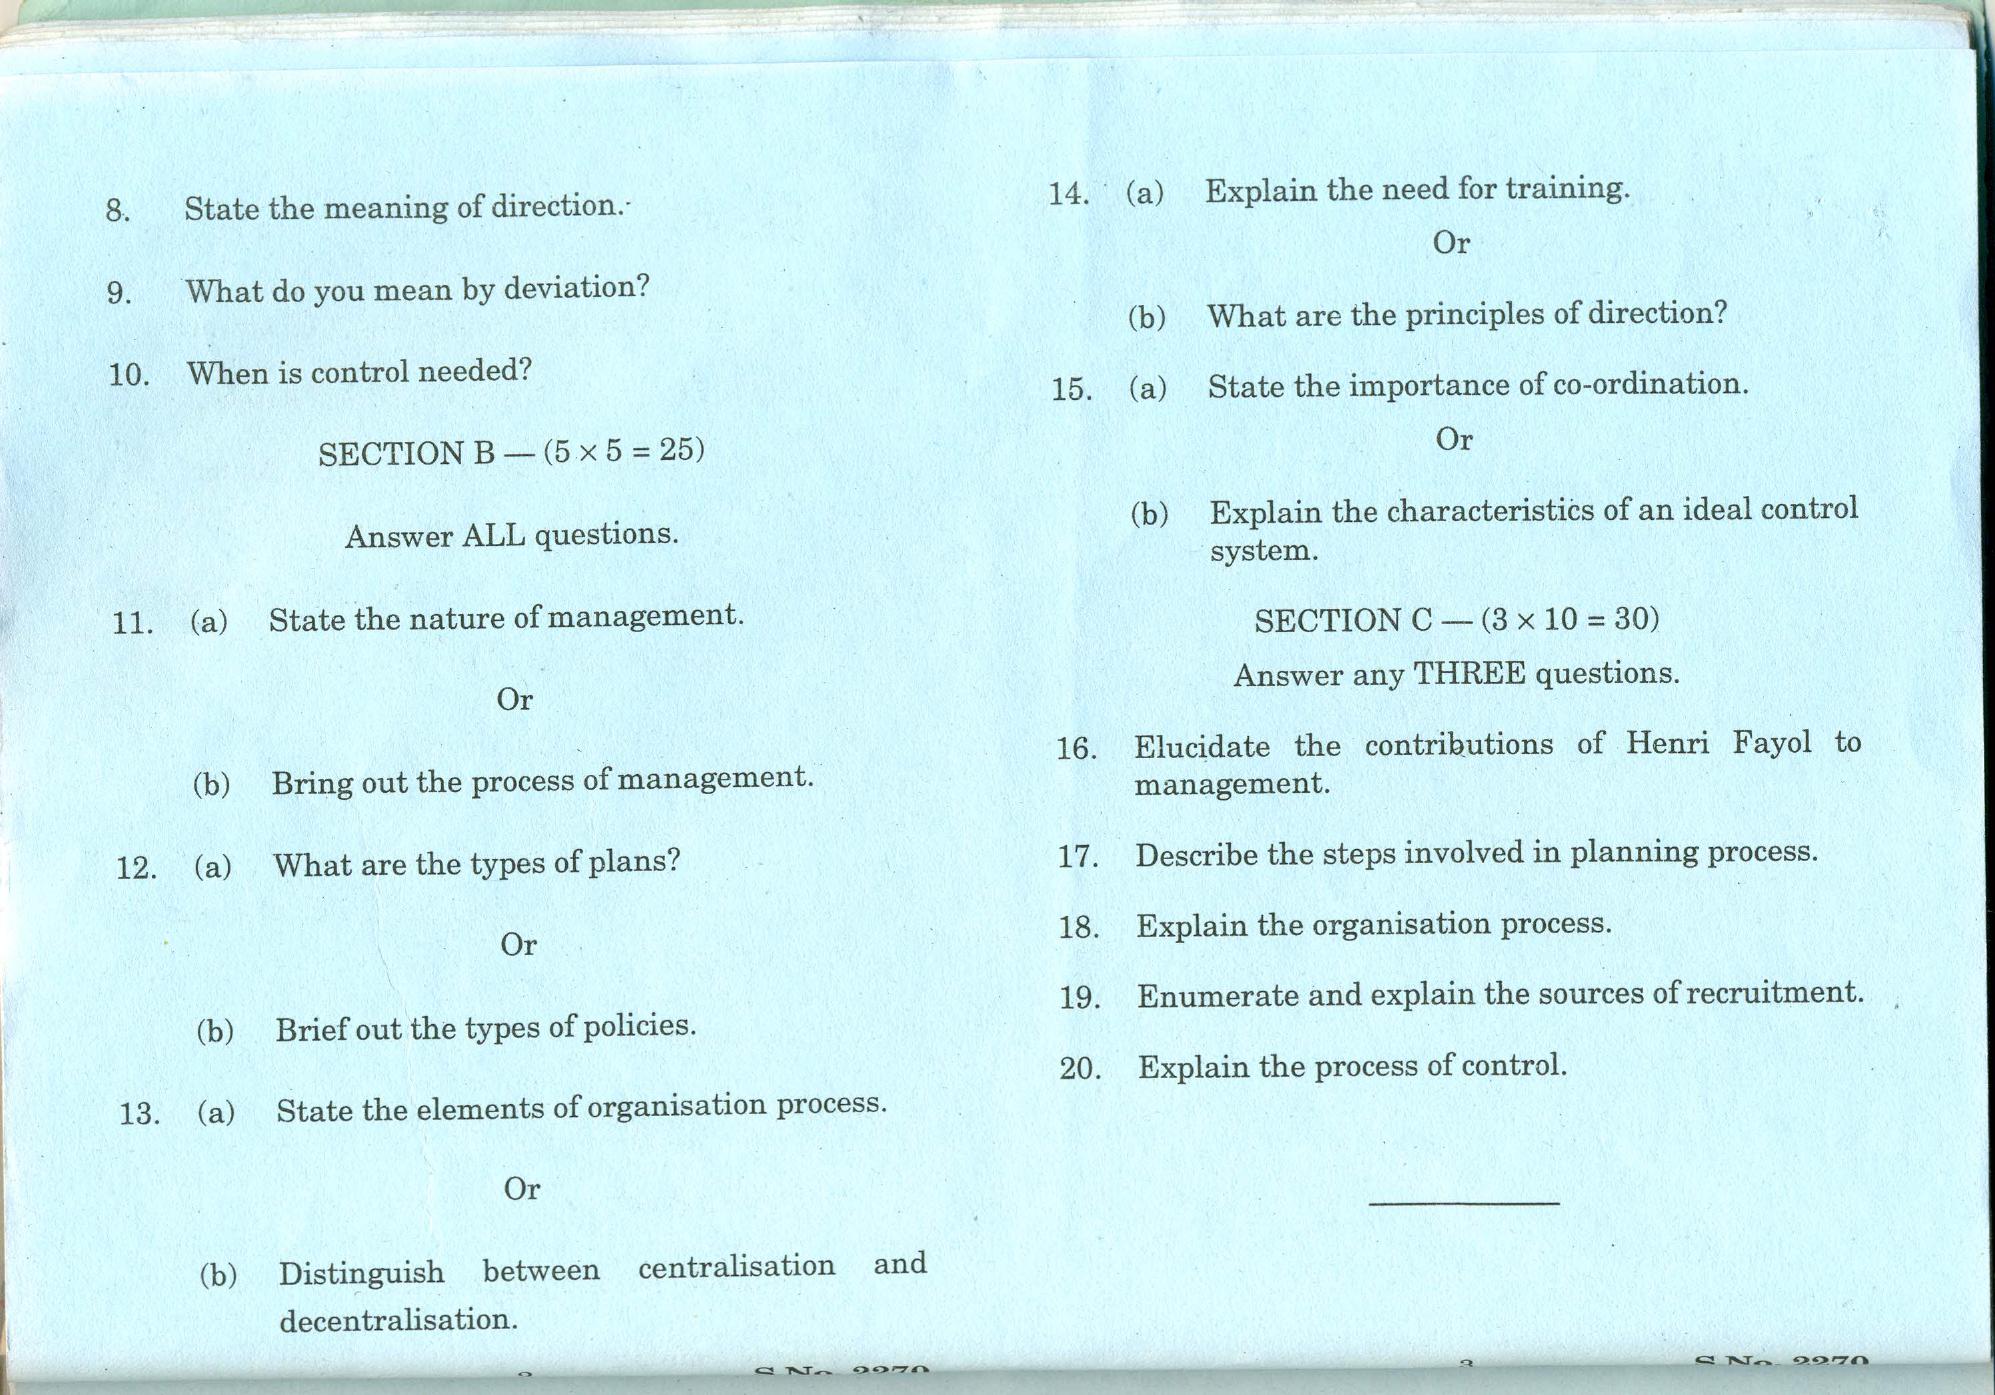 8. State the meaning of direction.
9. What do you mean by deviation?
10. When is control needed?
SECTION B — (5 × 5 = 25)
Answer ALL questions.
11. (a) State the nature of management.
Or
(b) Bring out the process of management.
12. (a) What are the types of plans?
Or
(b) Brief out the types of policies.
13. (a) State the elements of organisation process.
Or
(b) Distinguish between centralisation and
decentralisation.
S.No. 2270
14. (a) Explain the need for training.
Or
(b) What are the principles of direction?
15. (a) State the importance of co-ordination.
Or
(b) Explain the characteristics of an ideal control
system.
SECTION C — (3 × 10 = 30)
Answer any THREE questions.
16. Elucidate the contributions of Henri Fayol to
management.
17. Describe the steps involved in planning process.
18. Explain the organisation process.
19. Enumerate and explain the sources of recruitment.
20. Explain the process of control.
3 S.No. 2270